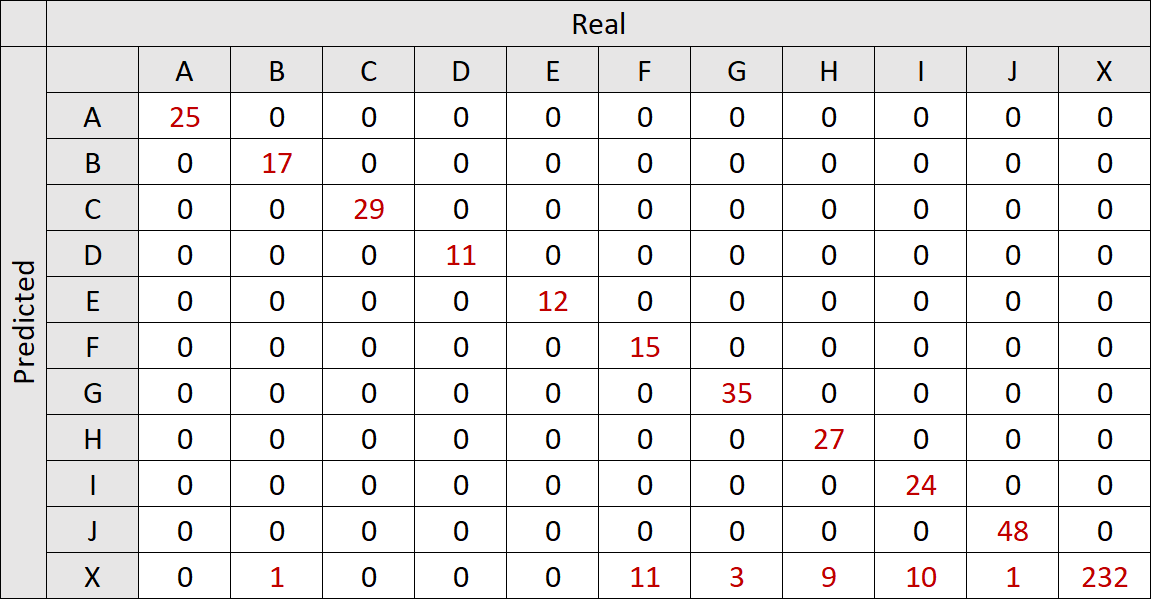 Real
Predicted
A B C D E F G H I J X
A 25 0 0 0 0 0 0 0 0 0 0
B 0 17 0 0 0 0 0 0 0 0 0
C 0 0 29 0 0 0 0 0 0 0 0
D 0 0 0 11 0 0 0 0 0 0 0
E 0 0 0 0 12 0 0 0 0 0 0
F 0 0 0 0 0 15 0 0 0 0 0
G 0 0 0 0 0 0 35 0 0 0 0
H 0 0 0 0 0 0 0 27 0 0 0
I 0 0 0 0 0 0 0 0 24 0 0
J 0 0 0 0 0 0 0 0 0 48 0
X 0 1 0 0 0 11 3 9 10 1 232